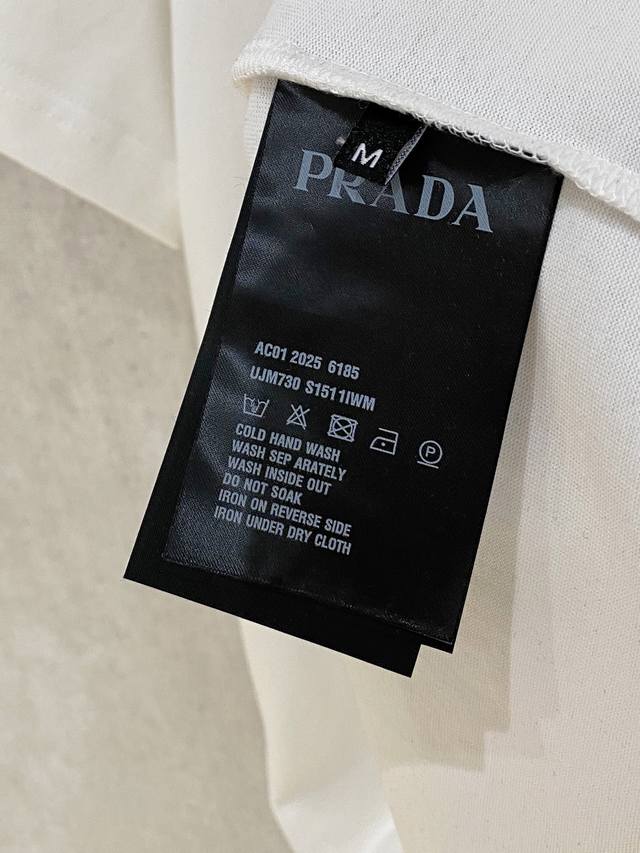 M
PRADA
AC01 2025 6185
UJM73D S1511IWM
P
COLD HAND WASH
WASH SEP ARATELY
WASH INSIDE OUT
DO NOT SOAK
IRON ON REVERSE SIDE
IRON UNDER DRY CLOTH